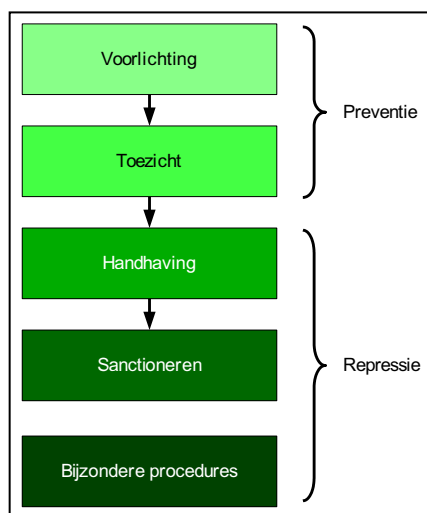 Voorlichting
Preventie
Toezicht
Handhaving
Sanctioneren
Repressie
Bijzondere procedures